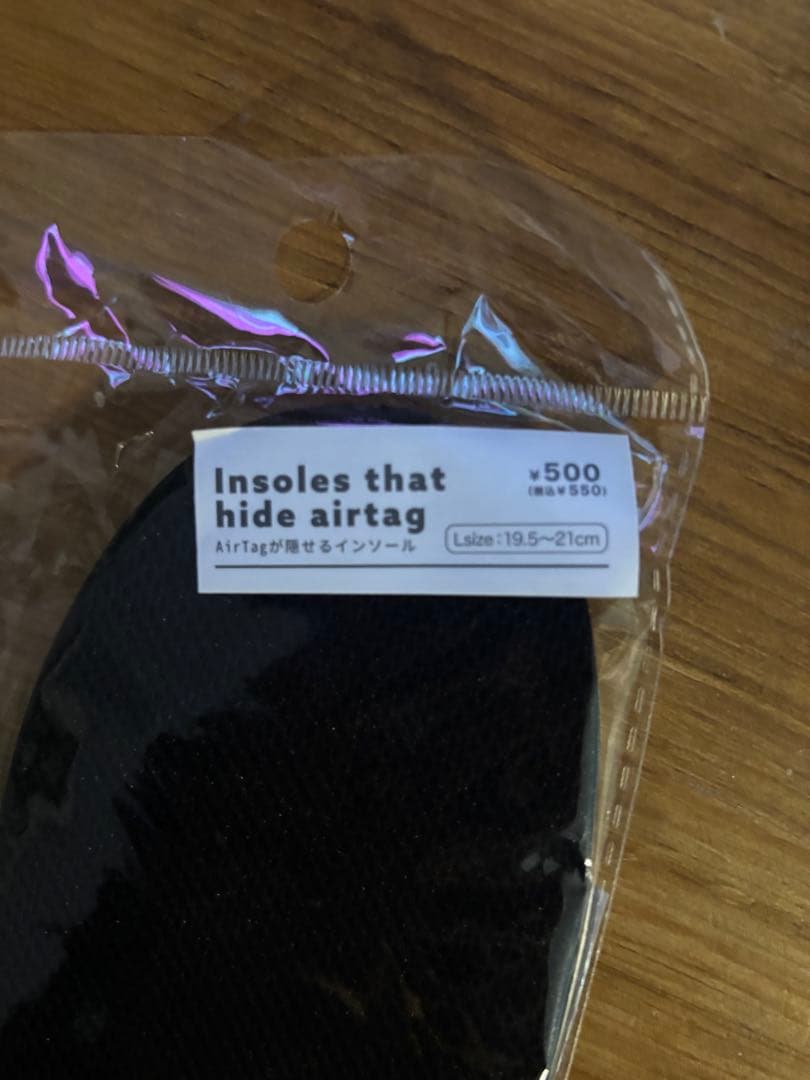 Insoles that
hide airtag
AirTagが隠せるインソール
¥500
(税込¥550)
Lsize:19.5〜21cm